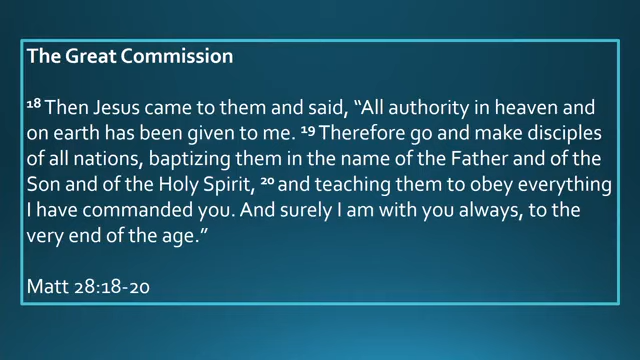 The Great Commission
18 Then Jesus came to them and said, “All authority in heaven and
on earth has been given to me. 19 Therefore go and make disciples
of all nations, baptizing them in the name of the Father and of the
Son and of the Holy Spirit, 20 and teaching them to obey everything
I have commanded you. And surely I am with you always, to the
very end of the age.”
Matt 28:18-20